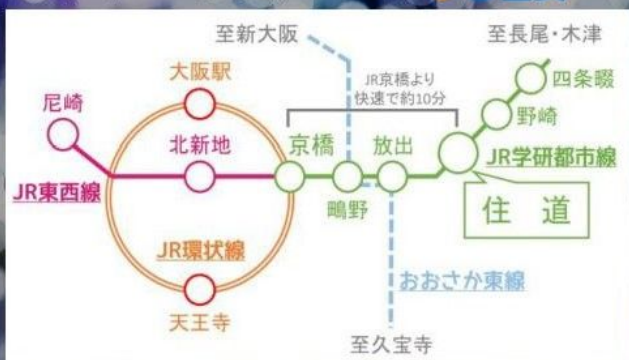 至新大阪
至長尾・木津
大阪駅
JR京橋より
快速で約10分
四条畷
尼崎
野崎
北新地
京橋
放出
JR学研都市線
JR東西線
鴫野
住道
JR環状線
おおさか東線
天王寺
至久宝寺